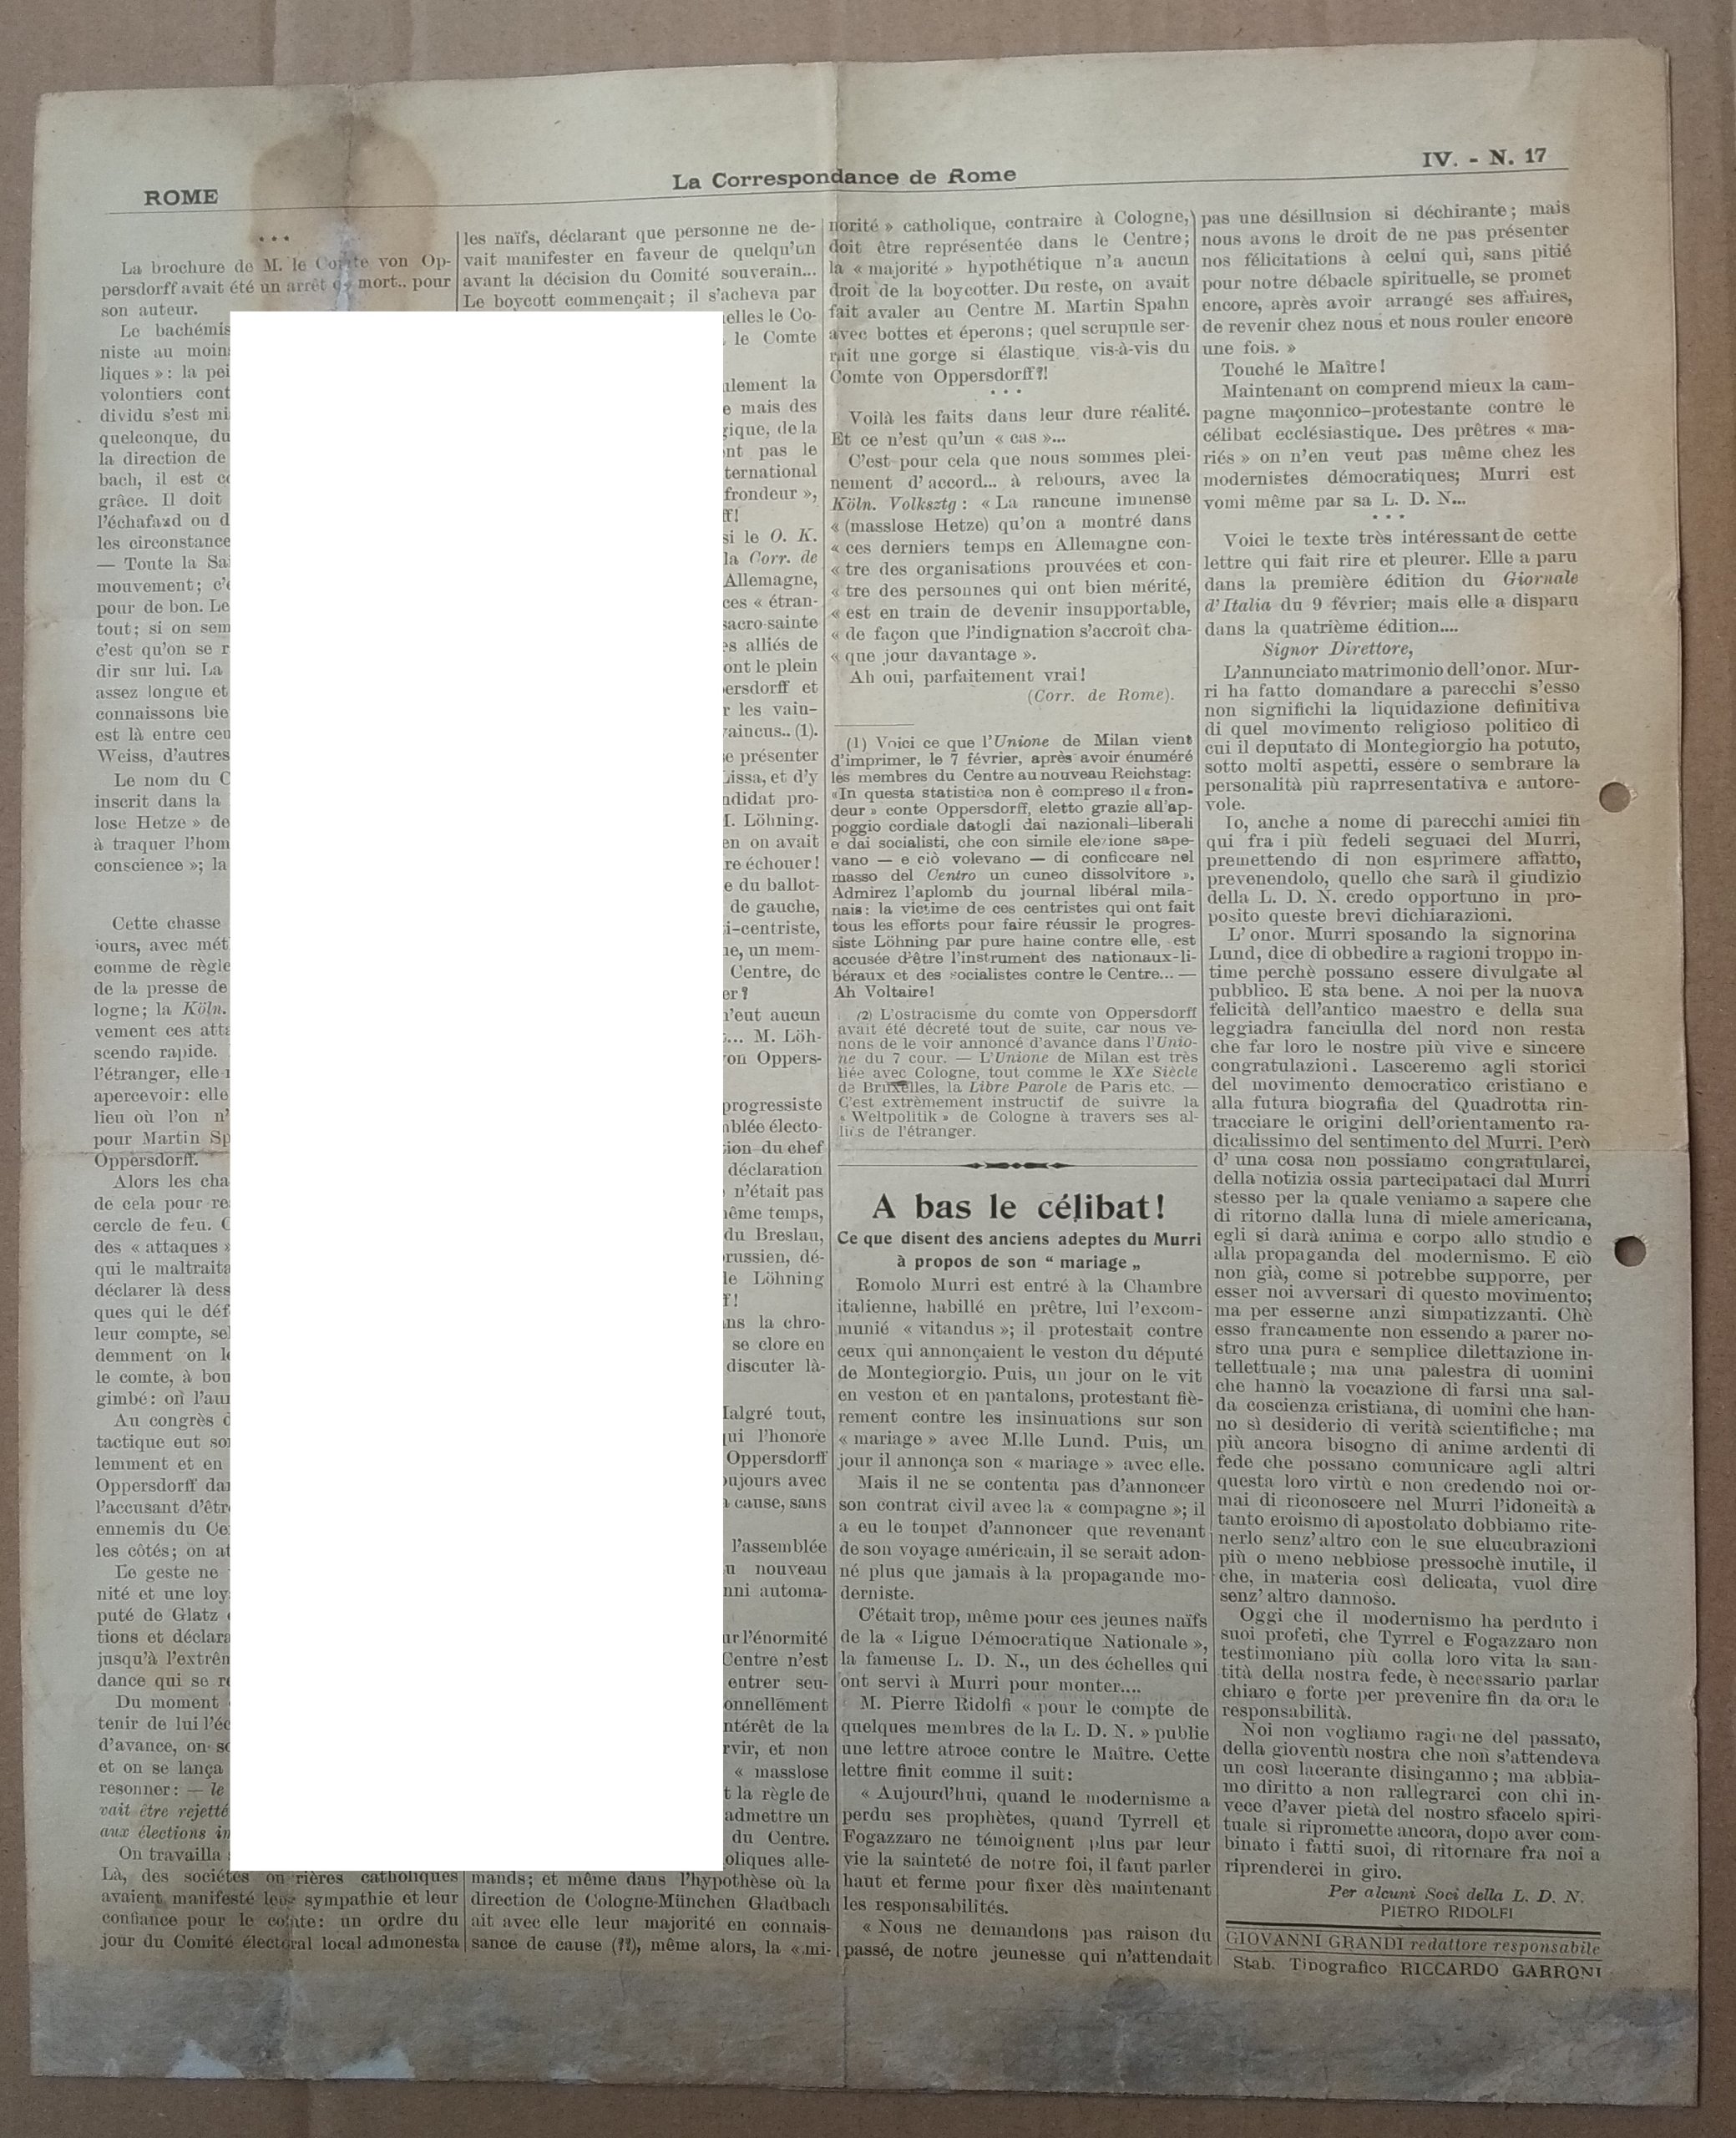 ROME
La Correspondance de Rome
IV. - N. 17
* * *
La brochure de M. le Comte von Op-
persdorff avait été un arrêt de mort.. pour
son auteur.
Le bachémis
niste au moin
liques » : la pei
volontiers cont
dividu s'est mi
quelconque, du
la direction de
bach, il est co
grâce. Il doit
l'échafaud ou d
les circonstance
— Toute la Sai
mouvement; c'e
pour de bon. Le
tout; si on sem
c'est qu'on se r
dir sur lui. La
assez longue et
connaissons bie
est là entre ceu
Weiss, d'autres
Le nom du C
inscrit dans la
lose Hetze » de
à traquer l'hom
conscience »; la
Cette chasse
jours, avec mét
comme de règle
de la presse de
logne; la Köln.
vement ces atta
scendo rapide.
l'étranger, elle
apercevoir: elle
lieu où l'on n'
pour Martin Sp
Oppersdorff.
Alors les cha
de cela pour re
cercle de feu. C
des « attaques »
qui le maltraita
déclarer là dess
ques qui le déf
leur compte, sel
demment on le
le comte, à bou
gimbé: on l'aur
Au congrès d
tactique eut son
lemment et en
Oppersdorff dan
l'accusant d'êtr
ennemis du Ce
les côtés; on at
Le geste ne
nité et une loy
puté de Glatz
tions et déclara
jusqu'à l'extrêm
dance qui se re
Du moment
tenir de lui l'éc
d'avance, on so
et on se lança
resonner: — le
vait être rejetté
aux élections in
On travailla
Là, des sociétés ouvrières catholiques
avaient manifesté leur sympathie et leur
confiance pour le comte: un ordre du
jour du Comité électoral local admonesta
les naïfs, déclarant que personne ne de-
vait manifester en faveur de quelqu'un
avant la décision du Comité souverain...
Le boycott commençait; il s'acheva par
elles le Co-
le Comte
ulement la
e mais des
gique, de la
nt pas le
ternational
frondeur »,
ff!
si le O. K.
la Corr. de
Allemagne,
ces « étran-
sacro-sainte
es alliés de
ont le plein
ersdorff et
r les vain-
vaincus.. (1).
se présenter
Lissa, et d'y
ndidat pro-
M. Löhning.
en on avait
re échouer!
e du ballot-
de gauche,
i-centriste,
ue, un mem-
Centre, de
er?
n'eut aucun
... M. Löh-
von Oppers-
progressiste
mblée électo-
tion du chef
déclaration
n'était pas
même temps,
du Breslau,
russien, dé-
le Löhning
f!
ns la chro-
se clore en
discuter là-
Malgré tout,
qui l'honore
Oppersdorff
oujours avec
a cause, sans
l'assemblée
u nouveau
nni automa-
ur l'énormité
Centre n'est
entrer seu-
onnellement
ntérêt de la
rvir, et non
« masslose
t la règle de
admettre un
du Centre.
oliques alle-
mands; et même dans l'hypothèse où la
direction de Cologne-München Gladbach
ait avec elle leur majorité en connais-
sance de cause (??), même alors, la « mi-
norité » catholique, contraire à Cologne,
doit être représentée dans le Centre;
la « majorité » hypothétique n'a aucun
droit de la boycotter. Du reste, on avait
fait avaler au Centre M. Martin Spahn
avec bottes et éperons; quel scrupule ser-
rait une gorge si élastique vis-à-vis du
Comte von Oppersdorff?!
* * *
Voilà les faits dans leur dure réalité.
Et ce n'est qu'un « cas »...
C'est pour cela que nous sommes plei-
nement d'accord... à rebours, avec la
Köln. Volksztg: « La rancune immense
« (masslose Hetze) qu'on a montré dans
« ces derniers temps en Allemagne con-
« tre des organisations prouvées et con-
« tre des personnes qui ont bien mérité,
« est en train de devenir insupportable,
« de façon que l'indignation s'accroît cha-
« que jour davantage ».
Ah oui, parfaitement vrai!
(Corr. de Rome).
(1) Voici ce que l'Unione de Milan vient
d'imprimer, le 7 février, après avoir énuméré
les membres du Centre au nouveau Reichstag:
«In questa statistica non è compreso il « fron-
deur » conte Oppersdorff, eletto grazie all'ap-
poggio cordiale datogli dai nazionali-liberali
e dai socialisti, che con simile elezione sape-
vano — e ciò volevano — di conficcare nel
masso del Centro un cuneo dissolvitore ».
Admirez l'aplomb du journal libéral mila-
nais: la victime de ces centristes qui ont fait
tous les efforts pour faire réussir le progres-
siste Löhning par pure haine contre elle, est
accusée d'être l'instrument des nationaux-li-
béraux et des socialistes contre le Centre... —
Ah Voltaire!
(2) L'ostracisme du comte von Oppersdorff
avait été décreté tout de suite, car nous ve-
nons de le voir annoncé d'avance dans l'Unio-
ne du 7 cour. — L'Unione de Milan est très
liée avec Cologne, tout comme le XXe Siècle
de Bruxelles, la Libre Parole de Paris etc. —
C'est extrèmement instructif de suivre la
« Weltpolitik » de Cologne à travers ses al-
liés de l'étranger.
A bas le célibat!
Ce que disent des anciens adeptes du Murri
à propos de son " mariage „
Romolo Murri est entré à la Chambre
italienne, habillé en prêtre, lui l'excom-
munié « vitandus »; il protestait contre
ceux qui annonçaient le veston du député
de Montegiorgio. Puis, un jour on le vit
en veston et en pantalons, protestant fiè-
rement contre les insinuations sur son
« mariage » avec M.lle Lund. Puis, un
jour il annonça son « mariage » avec elle.
Mais il ne se contenta pas d'annoncer
son contrat civil avec la « compagne »; il
a eu le toupet d'annoncer que revenant
de son voyage américain, il se serait adon-
né plus que jamais à la propagande mo-
derniste.
C'était trop, même pour ces jeunes naïfs
de la « Ligue Démocratique Nationale »,
la fameuse L. D. N., un des échelles qui
ont servi à Murri pour monter....
M. Pierre Ridolfi « pour le compte de
quelques membres de la L. D. N. » publie
une lettre atroce contre le Maître. Cette
lettre finit comme il suit:
« Aujourd'hui, quand le modernisme a
perdu ses prophètes, quand Tyrrell et
Fogazzaro ne témoignent plus par leur
vie la sainteté de notre foi, il faut parler
haut et ferme pour fixer dès maintenant
les responsabilités.
« Nous ne demandons pas raison du
passé, de notre jeunesse qui n'attendait
pas une désillusion si déchirante; mais
nous avons le droit de ne pas présenter
nos félicitations à celui qui, sans pitié
pour notre débacle spirituelle, se promet
encore, après avoir arrangé ses affaires,
de revenir chez nous et nous rouler encore
une fois. »
Touché le Maître!
Maintenant on comprend mieux la cam-
pagne maçonnico-protestante contre le
célibat ecclésiastique. Des prêtres « ma-
riés » on n'en veut pas même chez les
modernistes démocratiques; Murri est
vomi même par sa L. D. N...
* * *
Voici le texte très intéressant de cette
lettre qui fait rire et pleurer. Elle a paru
dans la première édition du Giornale
d'Italia du 9 février; mais elle a disparu
dans la quatrième édition....
Signor Direttore,
L'annunciato matrimonio dell'onor. Mur-
ri ha fatto domandare a parecchi s'esso
non significhi la liquidazione definitiva
di quel movimento religioso politico di
cui il deputato di Montegiorgio ha potuto,
sotto molti aspetti, essere o sembrare la
personalità più raprresentativa e autore-
vole.
Io, anche a nome di parecchi amici fin
qui fra i più fedeli seguaci del Murri,
premettendo di non esprimere affatto,
prevenendolo, quello che sarà il giudizio
della L. D. N. credo opportuno in pro-
posito queste brevi dichiarazioni.
L'onor. Murri sposando la signorina
Lund, dice di obbedire a ragioni troppo in-
time perchè possano essere divulgate al
pubblico. E sta bene. A noi per la nuova
felicità dell'antico maestro e della sua
leggiadra fanciulla del nord non resta
che far loro le nostre più vive e sincere
congratulazioni. Lasceremo agli storici
del movimento democratico cristiano e
alla futura biografia del Quadrotta rin-
tracciare le origini dell'orientamento ra-
dicalissimo del sentimento del Murri. Però
d'una cosa non possiamo congratularci,
della notizia ossia partecipataci dal Murri
stesso per la quale veniamo a sapere che
di ritorno dalla luna di miele americana,
egli si darà anima e corpo allo studio e
alla propaganda del modernismo. E ciò
non già, come si potrebbe supporre, per
esser noi avversari di questo movimento;
ma per esserne anzi simpatizzanti. Chè
esso francamente non essendo a parer no-
stro una pura e semplice dilettazione in-
tellettuale; ma una palestra di uomini
che hanno la vocazione di farsi una sal-
da coscienza cristiana, di uomini che han-
no sì desiderio di verità scientifiche; ma
più ancora bisogno di anime ardenti di
fede che possano comunicare agli altri
questa loro virtù e non credendo noi or-
mai di riconoscere nel Murri l'idoneità a
tanto eroismo di apostolato dobbiamo rite-
nerlo senz'altro con le sue elucubrazioni
più o meno nebbiose pressochè inutile, il
che, in materia così delicata, vuol dire
senz'altro dannoso.
Oggi che il modernismo ha perduto i
suoi profeti, che Tyrrel e Fogazzaro non
testimoniano più colla loro vita la san-
tità della nostra fede, è necessario parlar
chiaro e forte per prevenire fin da ora le
responsabilità.
Noi non vogliamo ragione del passato,
della gioventù nostra che non s'attendeva
un così lacerante disinganno; ma abbia-
mo diritto a non rallegrarci con chi in-
vece d'aver pietà del nostro sfacelo spiri-
tuale si ripromette ancora, dopo aver com-
binato i fatti suoi, di ritornare fra noi a
riprenderci in giro.
Per alcuni Soci della L. D. N.
PIETRO RIDOLFI
GIOVANNI GRANDI redattore responsabile
Stab. Tipografico RICCARDO GARRONI